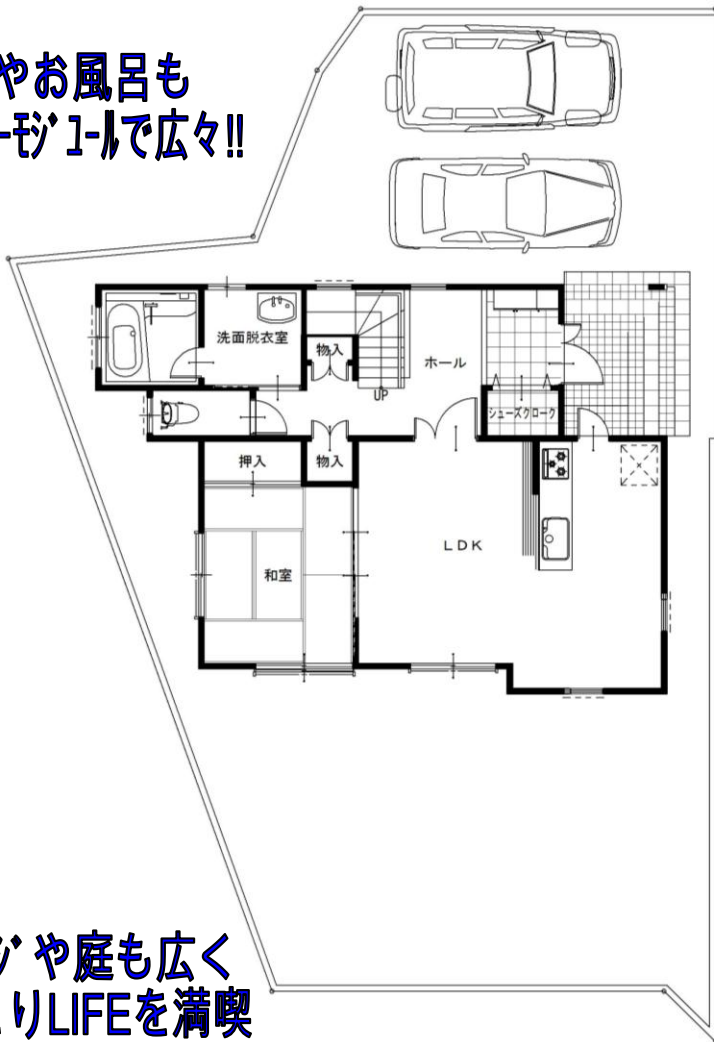 やお風呂も
ｰﾓｼﾞｭｰﾙで広々!!
洗面脱衣室
物入
ホール
UP
シューズクローク
押入
物入
LDK
和室
ｼﾞや庭も広く
りLIFEを満喫